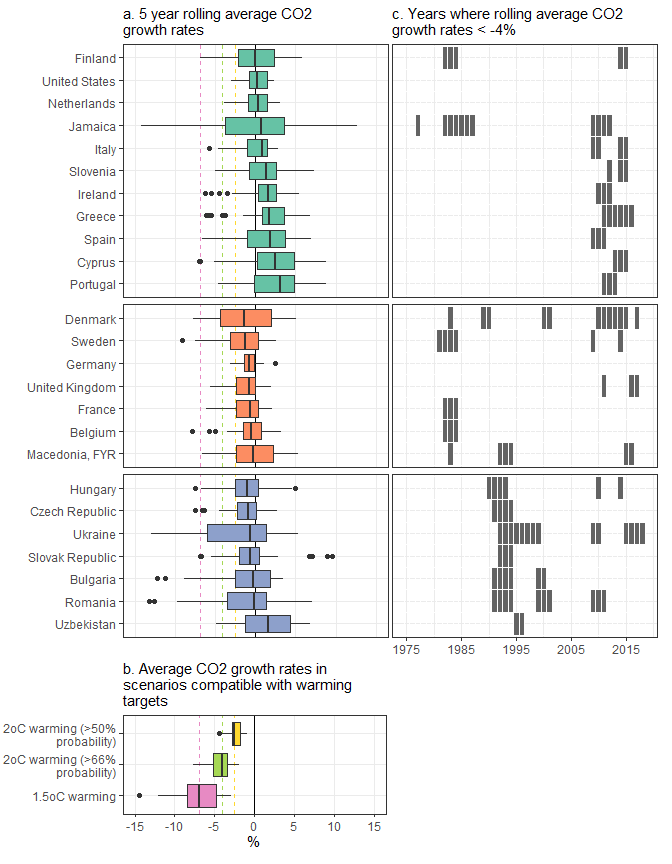 a. 5 year rolling average CO2
growth rates
c. Years where rolling average CO2
growth rates < -4%
Finland
United States
Netherlands
Jamaica
Italy
Slovenia
Ireland
Greece
Spain
Cyprus
Portugal
Denmark
Sweden
Germany
United Kingdom
France
Belgium
Macedonia, FYR
Hungary
Czech Republic
Ukraine
Slovak Republic
Bulgaria
Romania
Uzbekistan
1975 1985 1995 2005 2015
b. Average CO2 growth rates in
scenarios compatible with warming
targets
2oC warming (>50%
probability)
2oC warming (>66%
probability)
1.5oC warming
-15 -10 -5 0 5 10 15
%